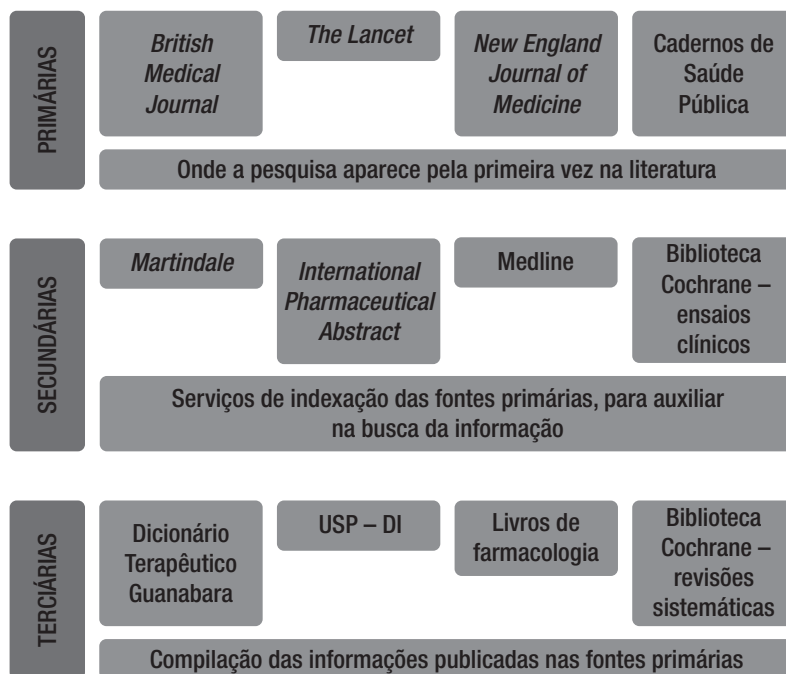 PRIMÁRIAS
British
Medical
Journal
The Lancet
New England
Journal of
Medicine
Cadernos de
Saúde
Pública
Onde a pesquisa aparece pela primeira vez na literatura
SECUNDÁRIAS
Martindale
International
Pharmaceutical
Abstract
Medline
Biblioteca
Cochrane –
ensaios
clínicos
Serviços de indexação das fontes primárias, para auxiliar
na busca da informação
TERCIÁRIAS
Dicionário
Terapêutico
Guanabara
USP – DI
Livros de
farmacologia
Biblioteca
Cochrane –
revisões
sistemáticas
Compilação das informações publicadas nas fontes primárias